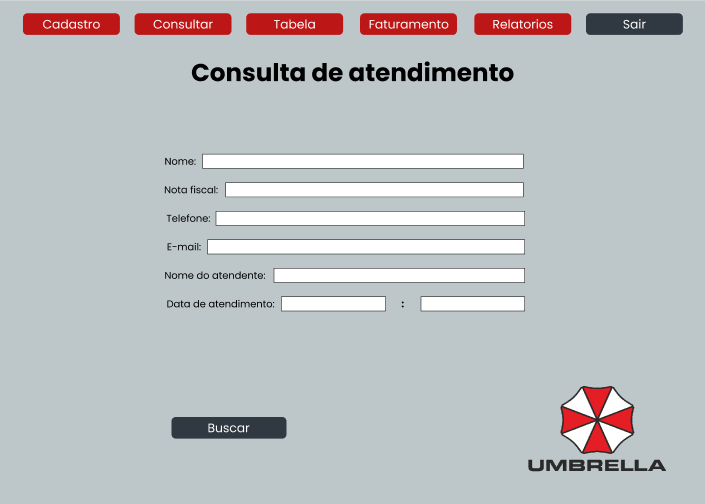 Cadastro Consultar Tabela Faturamento Relatorios Sair
Consulta de atendimento
Nome:
Nota fiscal:
Telefone:
E-mail:
Nome do atendente:
Data de atendimento: :
Buscar
UMBRELLA